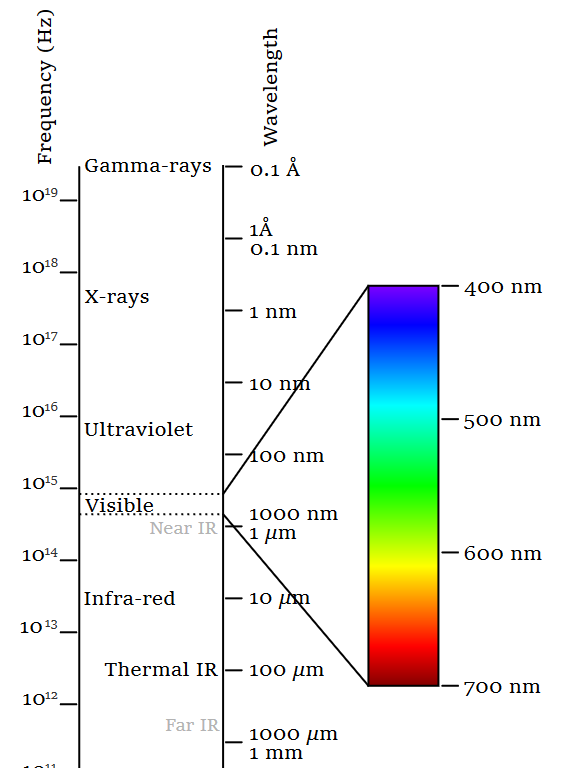 Frequency (Hz)
Wavelength
Gamma-rays
0.1 Å
10¹⁹
1Å
0.1 nm
10¹⁸
400 nm
X-rays
1 nm
10¹⁷
10 nm
10¹⁶
500 nm
Ultraviolet
100 nm
10¹⁵
Visible
1000 nm
Near IR
1 μm
10¹⁴
600 nm
Infra-red
10 μm
10¹³
Thermal IR
100 μm
700 nm
10¹²
Far IR
1000 μm
1 mm
10¹¹